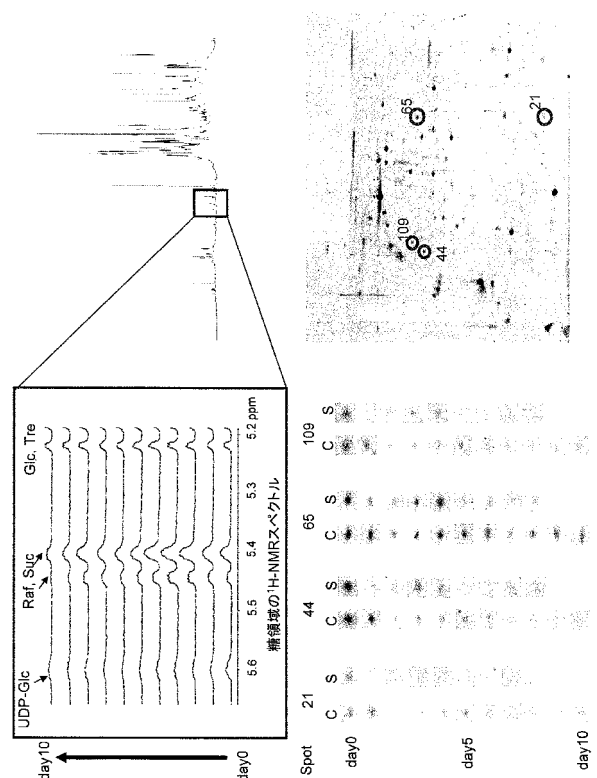 day10
day0
UDP-Glc
Raf, Suc
Glc, Tre
5.6
5.5
5.4
5.3
5.2 ppm
糖領域の¹H-NMRスペクトル
Spot
21
44
65
109
C S
C S
C S
C S
day0
day5
day10
109
44
65
21